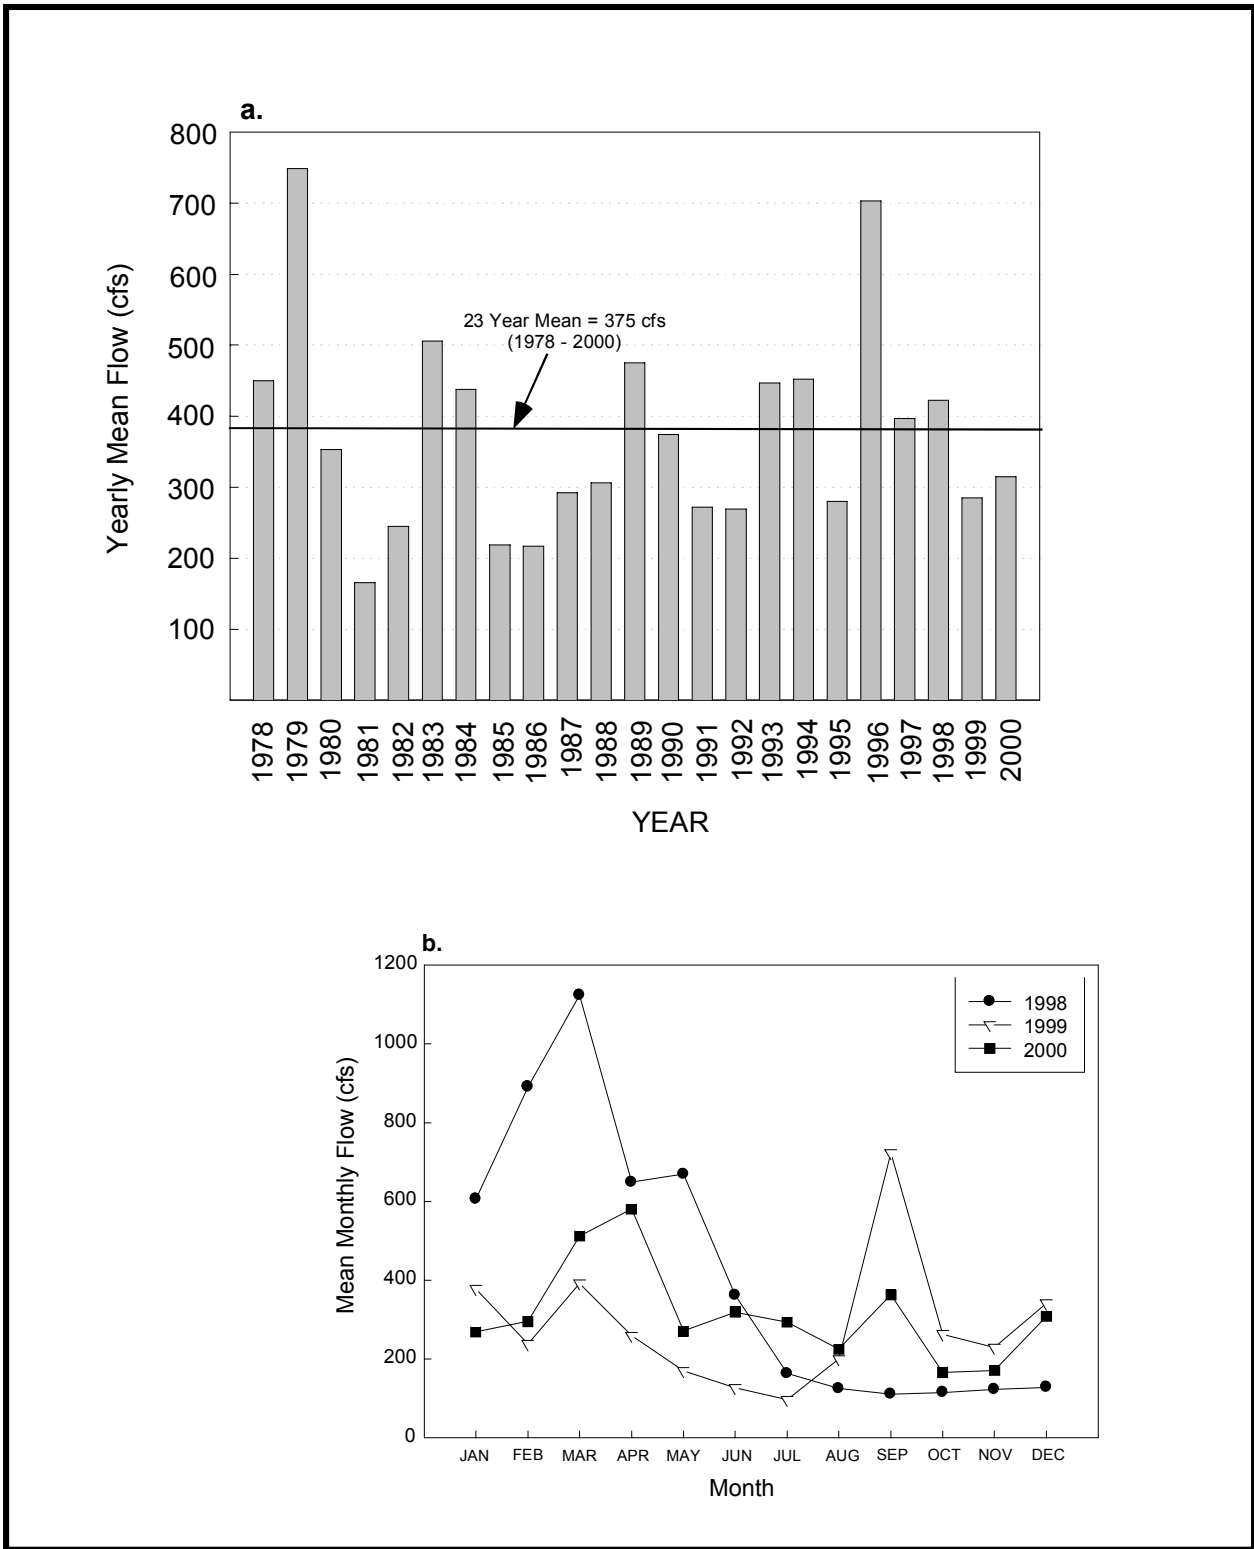 a.
800
700
600
500
400
300
200
100
Yearly Mean Flow (cfs)
23 Year Mean = 375 cfs
(1978 - 2000)
1978 1979 1980 1981 1982 1983 1984 1985 1986 1987 1988 1989 1990 1991 1992 1993 1994 1995 1996 1997 1998 1999 2000
YEAR
b.
1200
1000
800
600
400
200
0
Mean Monthly Flow (cfs)
1998
1999
2000
JAN FEB MAR APR MAY JUN JUL AUG SEP OCT NOV DEC
Month